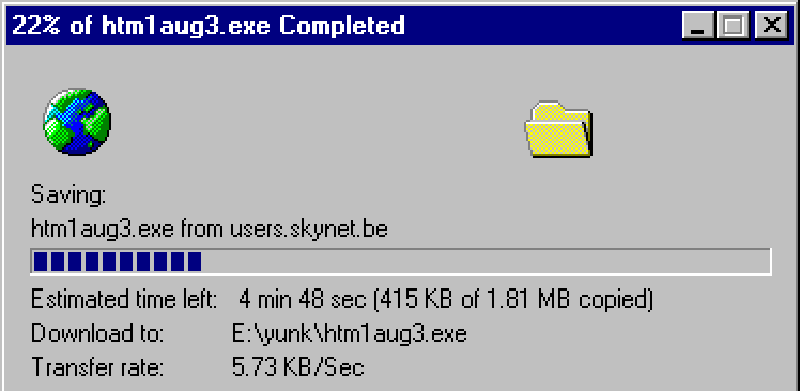 22% of htm1aug3.exe Completed
Saving:
htm1aug3.exe from users.skynet.be
Estimated time left: 4 min 48 sec (415 KB of 1.81 MB copied)
Download to: E:\yunk\htm1aug3.exe
Transfer rate: 5.73 KB/Sec